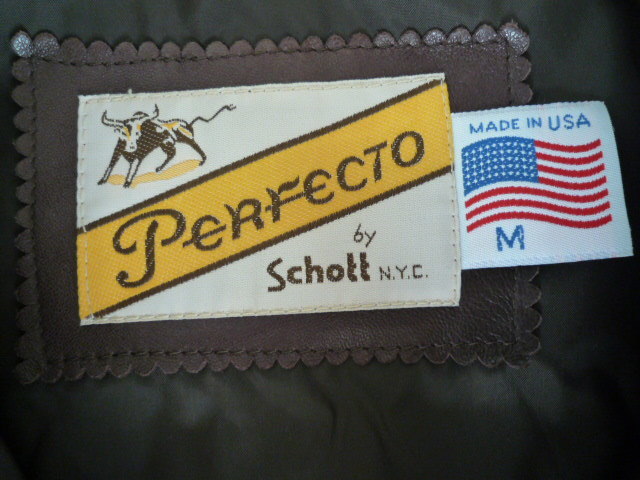 PERFECTO
by
Schott N.Y.C.
MADE IN USA
M